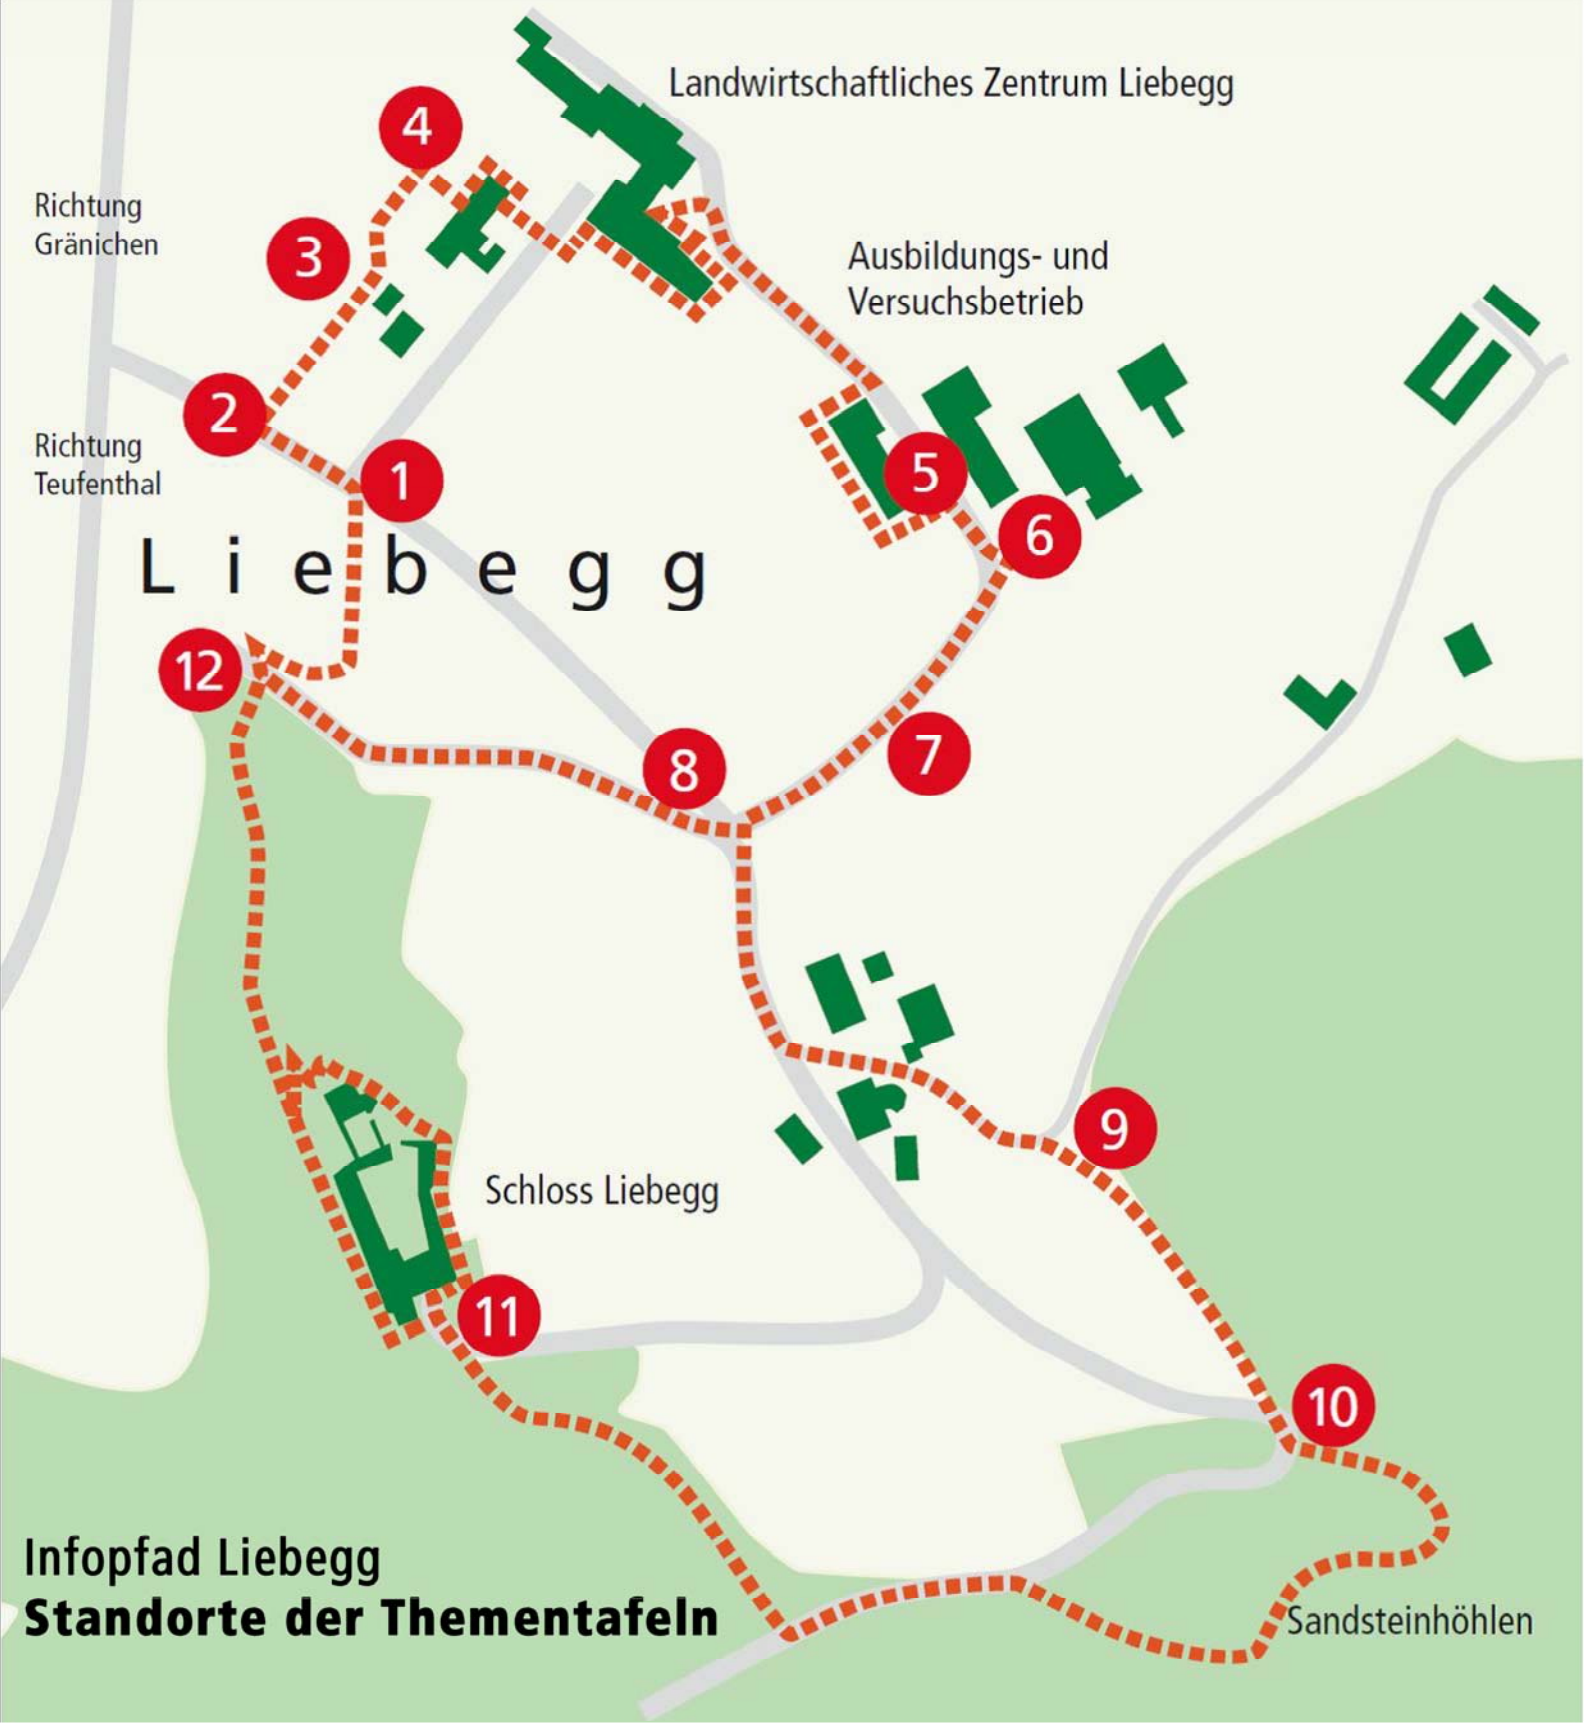 Landwirtschaftliches Zentrum Liebegg
4
Richtung
Gränichen
3
Ausbildungs- und
Versuchsbetrieb
2
Richtung
Teufenthal
1
5
6
Liebegg
12
8
7
9
Schloss Liebegg
11
10
Infopfad Liebegg
Standorte der Thementafeln
Sandsteinhöhlen